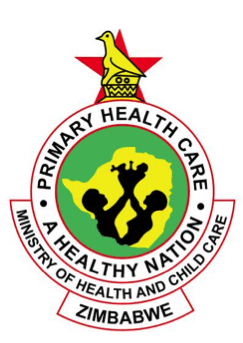 PRIMARY HEALTH CARE
A HEALTHY NATION
MINISTRY OF HEALTH AND CHILD CARE
ZIMBABWE